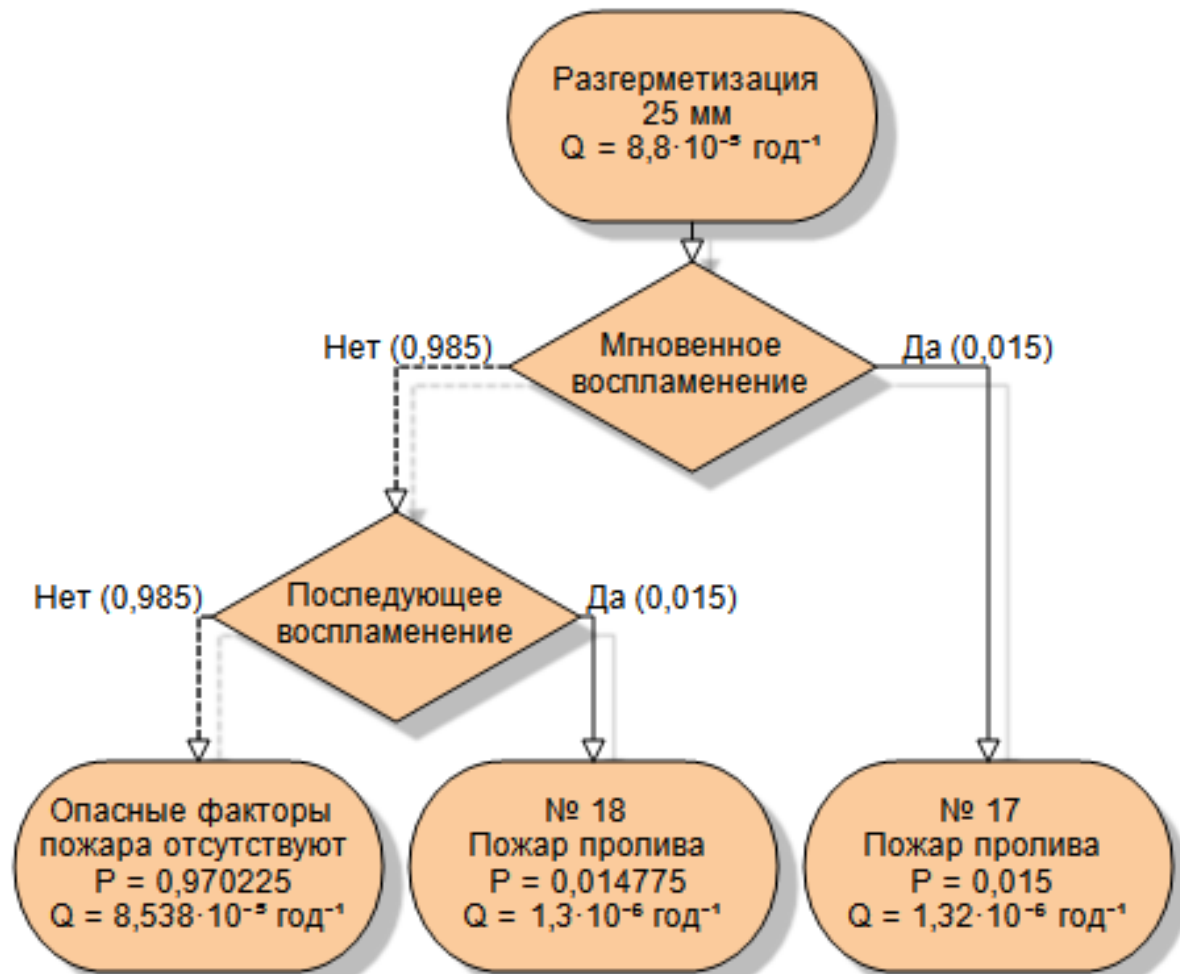 Разгерметизация
25 мм
Q = 8,8·10⁻⁵ год⁻¹
Нет (0,985)
Мгновенное
воспламенение
Да (0,015)
Нет (0,985)
Последующее
воспламенение
Да (0,015)
Опасные факторы
пожара отсутствуют
P = 0,970225
Q = 8,538·10⁻⁵ год⁻¹
№ 18
Пожар пролива
P = 0,014775
Q = 1,3·10⁻⁶ год⁻¹
№ 17
Пожар пролива
P = 0,015
Q = 1,32·10⁻⁶ год⁻¹